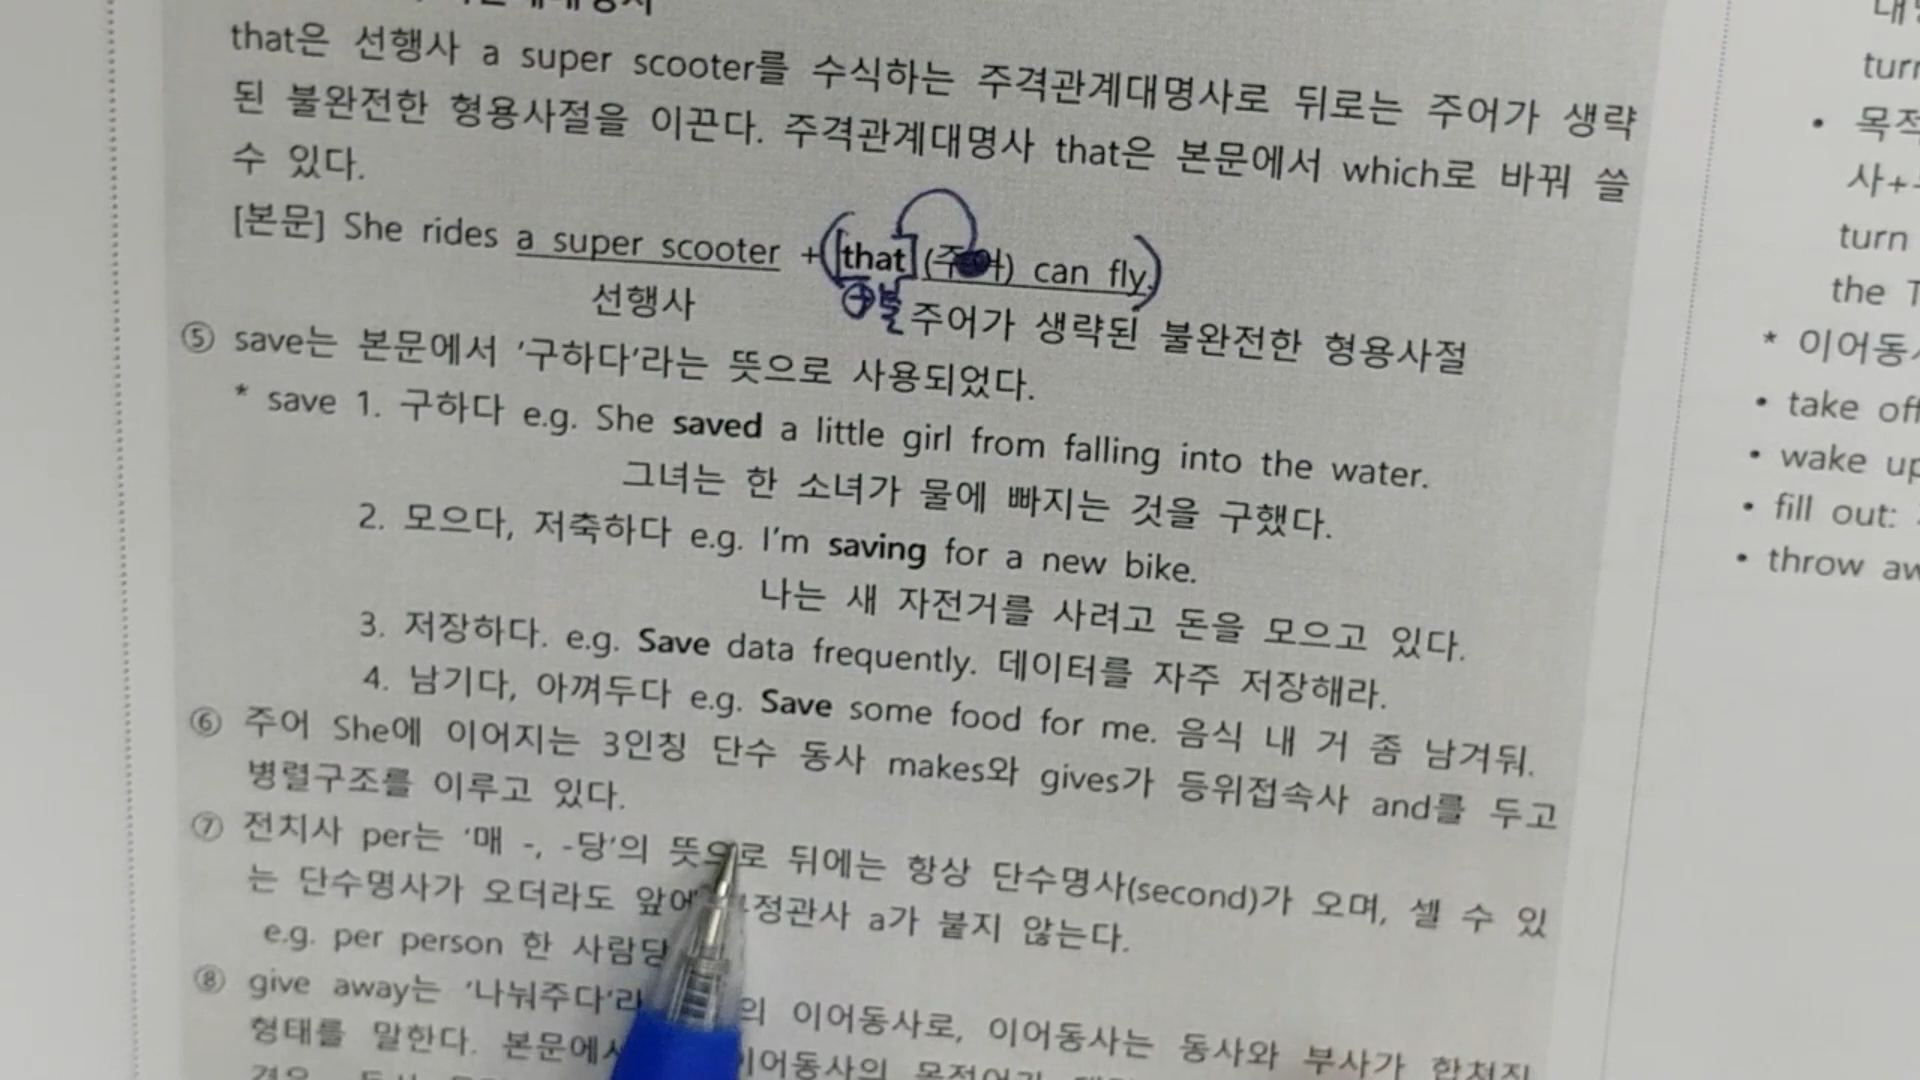 that은 선행사 a super scooter를 수식하는 주격관계대명사로 뒤로는 주어가 생략
된 불완전한 형용사절을 이끈다. 주격관계대명사 that은 본문에서 which로 바꿔 쓸
수 있다.
[본문] She rides a super scooter +([that] (주어) can fly.)
선행사 불 주어가 생략된 불완전한 형용사절
⑤ save는 본문에서 '구하다'라는 뜻으로 사용되었다.
* save 1. 구하다 e.g. She saved a little girl from falling into the water.
그녀는 한 소녀가 물에 빠지는 것을 구했다.
2. 모으다, 저축하다 e.g. I'm saving for a new bike.
나는 새 자전거를 사려고 돈을 모으고 있다.
3. 저장하다. e.g. Save data frequently. 데이터를 자주 저장해라.
4. 남기다, 아껴두다 e.g. Save some food for me. 음식 내 거 좀 남겨둬.
⑥ 주어 She에 이어지는 3인칭 단수 동사 makes와 gives가 등위접속사 and를 두고
병렬구조를 이루고 있다.
⑦ 전치사 per는 '매 -, -당'의 뜻으로 뒤에는 항상 단수명사(second)가 오며, 셀 수 있
는 단수명사가 오더라도 앞에 부정관사 a가 붙지 않는다.
e.g. per person 한 사람당
⑧ give away는 '나눠주다'라 의 이어동사로, 이어동사는 동사와 부사가 합쳐진
형태를 말한다. 본문에서 이어동사의 목적어가
turn
• 목적
사+
turn
the T
* 이어동사
• take off
• wake up
• fill out:
• throw aw